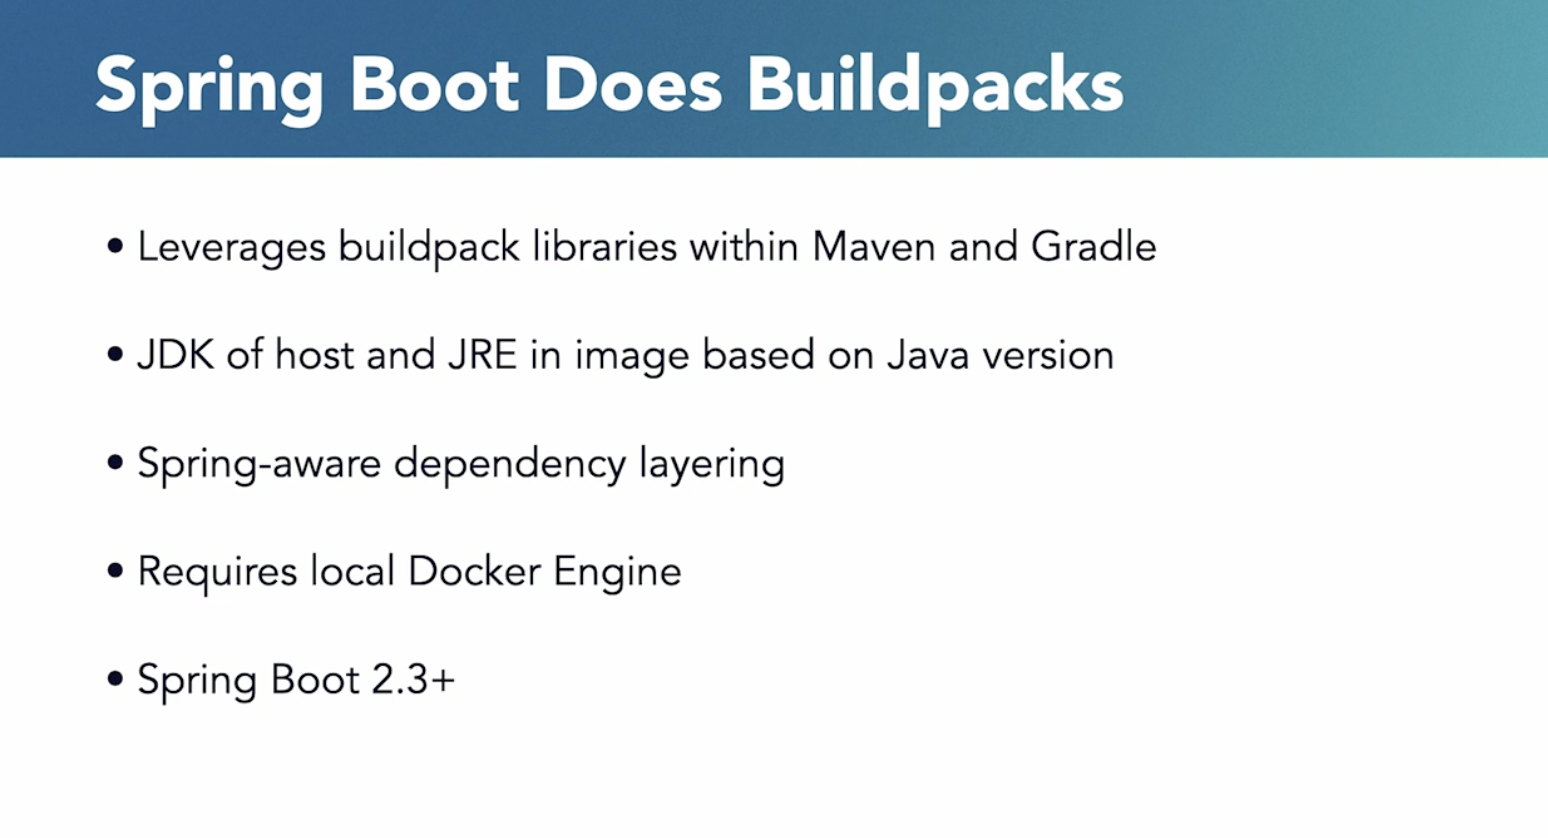 Spring Boot Does Buildpacks
• Leverages buildpack libraries within Maven and Gradle
• JDK of host and JRE in image based on Java version
• Spring-aware dependency layering
• Requires local Docker Engine
• Spring Boot 2.3+